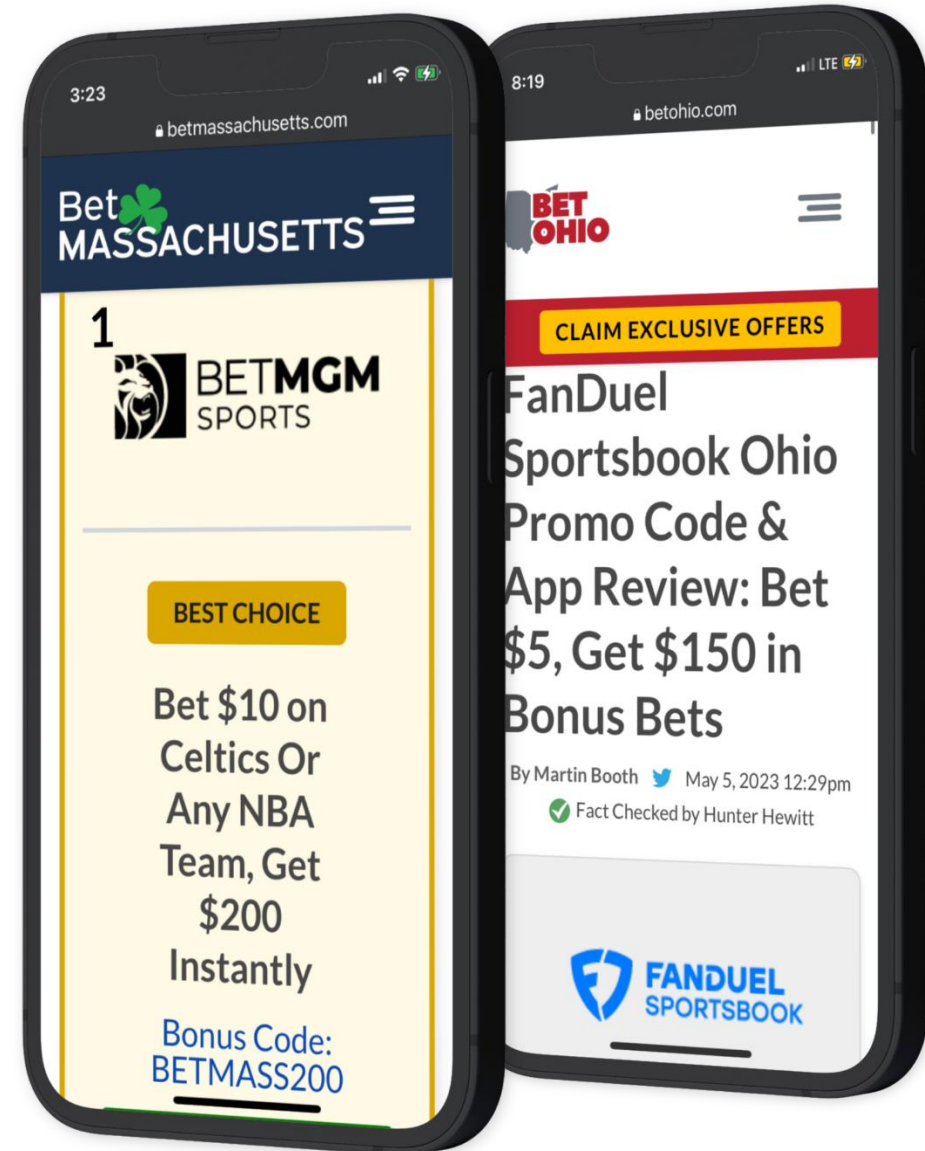 3:23
betmassachusetts.com
Bet
MASSACHUSETTS
1
BETMGM
SPORTS
BEST CHOICE
Bet $10 on
Celtics Or
Any NBA
Team, Get
$200
Instantly
Bonus Code:
BETMASS200
8:19
LTE
betohio.com
BET
OHIO
CLAIM EXCLUSIVE OFFERS
FanDuel
Sportsbook Ohio
Promo Code &
App Review: Bet
$5, Get $150 in
Bonus Bets
By Martin Booth May 5, 2023 12:29pm
Fact Checked by Hunter Hewitt
FANDUEL
SPORTSBOOK